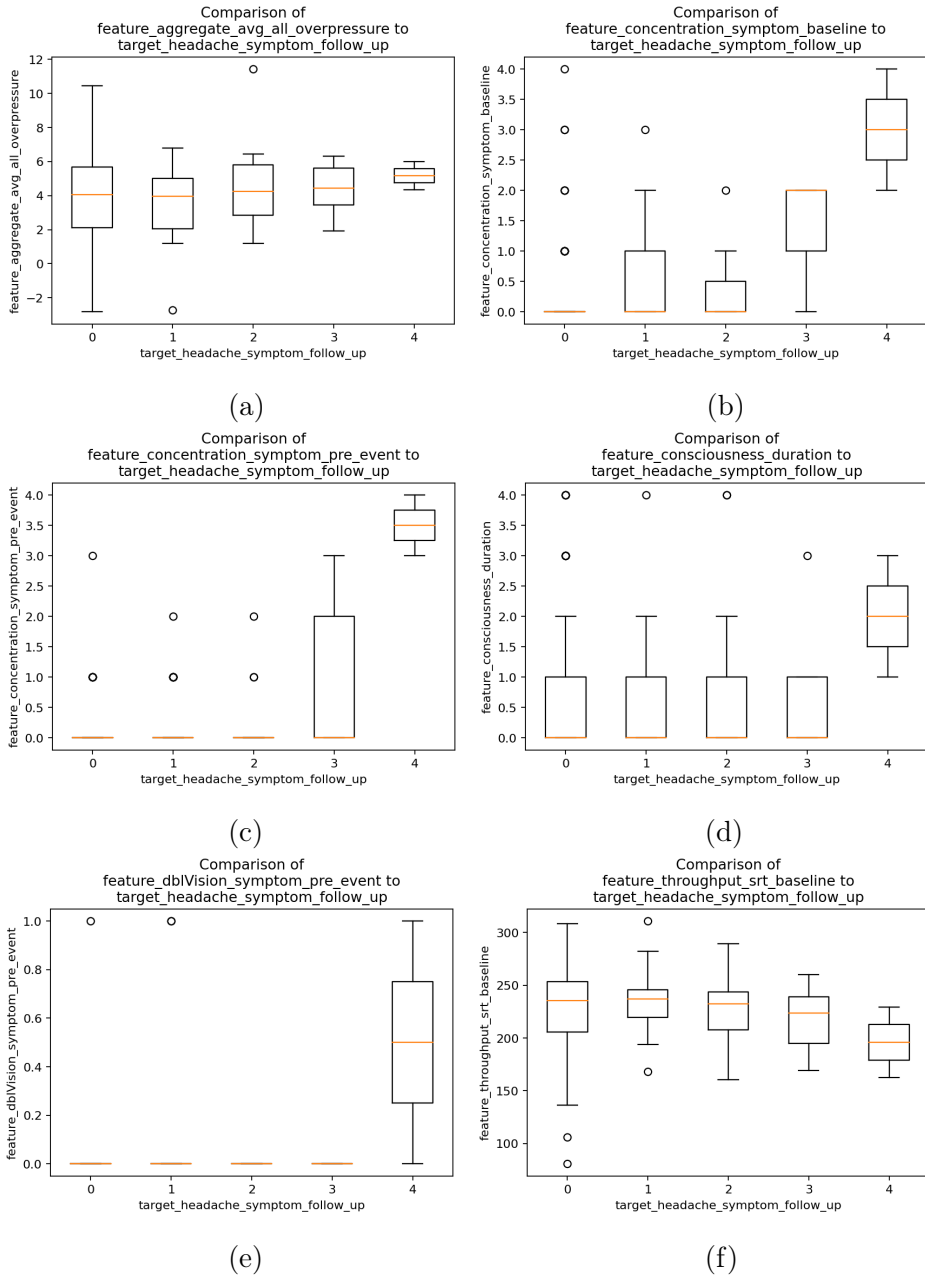 Comparison of
feature_aggregate_avg_all_overpressure to
target_headache_symptom_follow_up
feature_aggregate_avg_all_overpressure
12
10
8
6
4
2
0
−2
0 1 2 3 4
target_headache_symptom_follow_up
(a)
Comparison of
feature_concentration_symptom_baseline to
target_headache_symptom_follow_up
feature_concentration_symptom_baseline
4.0
3.5
3.0
2.5
2.0
1.5
1.0
0.5
0.0
0 1 2 3 4
target_headache_symptom_follow_up
(b)
Comparison of
feature_concentration_symptom_pre_event to
target_headache_symptom_follow_up
feature_concentration_symptom_pre_event
4.0
3.5
3.0
2.5
2.0
1.5
1.0
0.5
0.0
0 1 2 3 4
target_headache_symptom_follow_up
(c)
Comparison of
feature_consciousness_duration to
target_headache_symptom_follow_up
feature_consciousness_duration
4.0
3.5
3.0
2.5
2.0
1.5
1.0
0.5
0.0
0 1 2 3 4
target_headache_symptom_follow_up
(d)
Comparison of
feature_dblVision_symptom_pre_event to
target_headache_symptom_follow_up
feature_dblVision_symptom_pre_event
1.0
0.8
0.6
0.4
0.2
0.0
0 1 2 3 4
target_headache_symptom_follow_up
(e)
Comparison of
feature_throughput_srt_baseline to
target_headache_symptom_follow_up
feature_throughput_srt_baseline
300
250
200
150
100
0 1 2 3 4
target_headache_symptom_follow_up
(f)